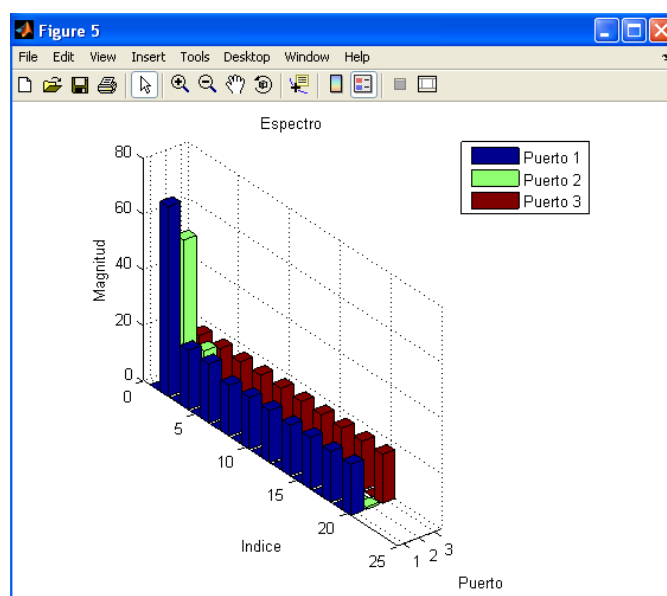 Figure 5
File Edit View Insert Tools Desktop Window Help
Espectro
Puerto 1
Puerto 2
Puerto 3
Magnitud
80
60
40
20
0
0
5
10
15
20
25
Indice
1
2
3
Puerto